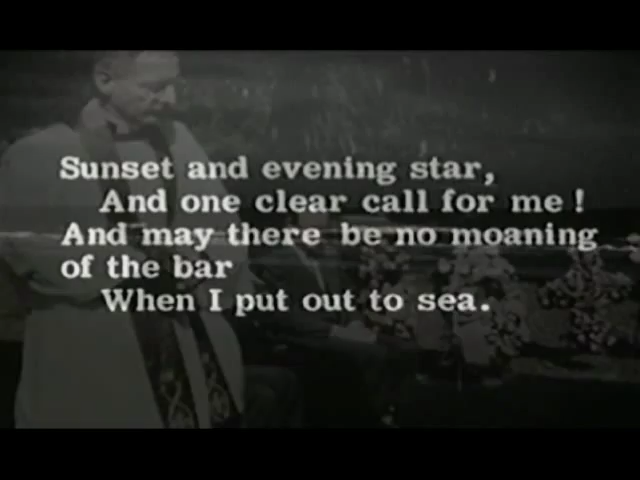 Sunset and evening star,
And one clear call for me !
And may there be no moaning
of the bar
When I put out to sea.